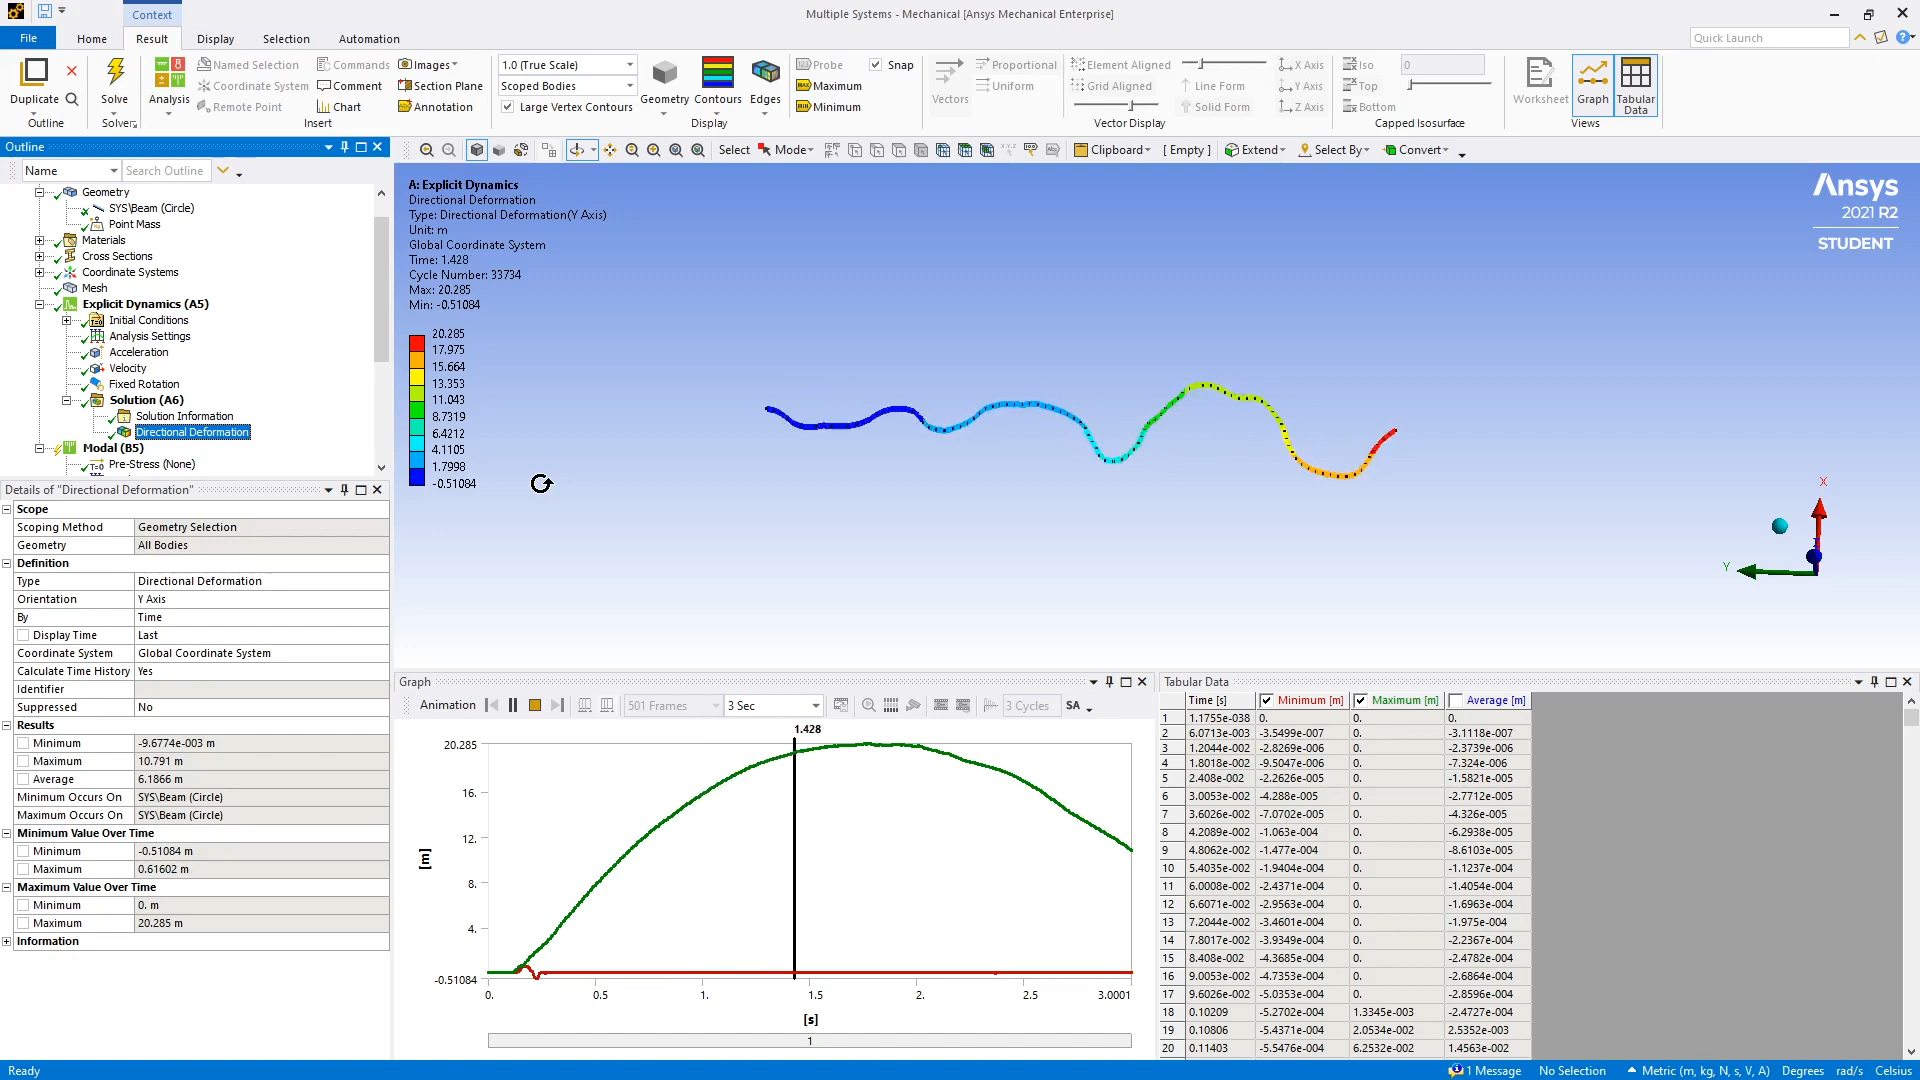 Context
Multiple Systems - Mechanical [Ansys Mechanical Enterprise]
File Home Result Display Selection Automation
Quick Launch
Duplicate
Outline
Solve
Solver
Analysis
Named Selection
Coordinate System
Remote Point
Commands
Comment
Chart
Images
Section Plane
Annotation
Insert
1.0 (True Scale)
Scoped Bodies
Large Vertex Contours
Geometry Contours Edges
Display
Probe
Maximum
Minimum
Snap
Vectors
Proportional
Uniform
Element Aligned
Grid Aligned
Line Form
Solid Form
X Axis
Y Axis
Z Axis
Vector Display
Iso
Top
Bottom
0
Capped Isosurface
Worksheet Graph Tabular Data
Views
Outline
Name Search Outline
Select Mode Clipboard [ Empty ] Extend Select By Convert
Geometry
SYS\Beam (Circle)
Point Mass
Materials
Cross Sections
Coordinate Systems
Mesh
Explicit Dynamics (A5)
Initial Conditions
Analysis Settings
Acceleration
Velocity
Fixed Rotation
Solution (A6)
Solution Information
Directional Deformation
Modal (B5)
Pre-Stress (None)
Details of "Directional Deformation"
Scope
Scoping Method Geometry Selection
Geometry All Bodies
Definition
Type Directional Deformation
Orientation Y Axis
By Time
Display Time Last
Coordinate System Global Coordinate System
Calculate Time History Yes
Identifier
Suppressed No
Results
Minimum -9.6774e-003 m
Maximum 10.791 m
Average 6.1866 m
Minimum Occurs On SYS\Beam (Circle)
Maximum Occurs On SYS\Beam (Circle)
Minimum Value Over Time
Minimum -0.51084 m
Maximum 0.61602 m
Maximum Value Over Time
Minimum 0. m
Maximum 20.285 m
Information
A: Explicit Dynamics
Directional Deformation
Type: Directional Deformation(Y Axis)
Unit: m
Global Coordinate System
Time: 1.428
Cycle Number: 33734
Max: 20.285
Min: -0.51084
20.285
17.975
15.664
13.353
11.043
8.7319
6.4212
4.1105
1.7998
-0.51084
Ansys
2021 R2
STUDENT
X
Y
Graph
Animation 501 Frames 3 Sec 3 Cycles SA
1.428
20.285
16.
12.
8.
4.
-0.51084
[m]
0. 0.5 1. 1.5 2. 2.5 3.0001
[s]
1
Tabular Data
Time [s] Minimum [m] Maximum [m] Average [m]
1 1.1755e-038 0. 0. 0.
2 6.0713e-003 -3.5499e-007 0. -3.1118e-007
3 1.2044e-002 -2.8269e-006 0. -2.3739e-006
4 1.8018e-002 -9.5047e-006 0. -7.324e-006
5 2.408e-002 -2.2626e-005 0. -1.5821e-005
6 3.0053e-002 -4.288e-005 0. -2.7712e-005
7 3.6026e-002 -7.0702e-005 0. -4.326e-005
8 4.2089e-002 -1.063e-004 0. -6.2938e-005
9 4.8062e-002 -1.477e-004 0. -8.6103e-005
10 5.4035e-002 -1.9404e-004 0. -1.1237e-004
11 6.0008e-002 -2.4371e-004 0. -1.4054e-004
12 6.6071e-002 -2.9563e-004 0. -1.6963e-004
13 7.2044e-002 -3.4601e-004 0. -1.975e-004
14 7.8017e-002 -3.9349e-004 0. -2.2367e-004
15 8.408e-002 -4.3685e-004 0. -2.4782e-004
16 9.0053e-002 -4.7353e-004 0. -2.6864e-004
17 9.6026e-002 -5.0353e-004 0. -2.8596e-004
18 0.10209 -5.2702e-004 1.3345e-003 -2.4727e-004
19 0.10806 -5.4371e-004 2.0534e-002 2.5352e-003
20 0.11403 -5.5476e-004 6.2532e-002 1.4563e-002
Ready 1 Message No Selection Metric (m, kg, N, s, V, A) Degrees rad/s Celsius